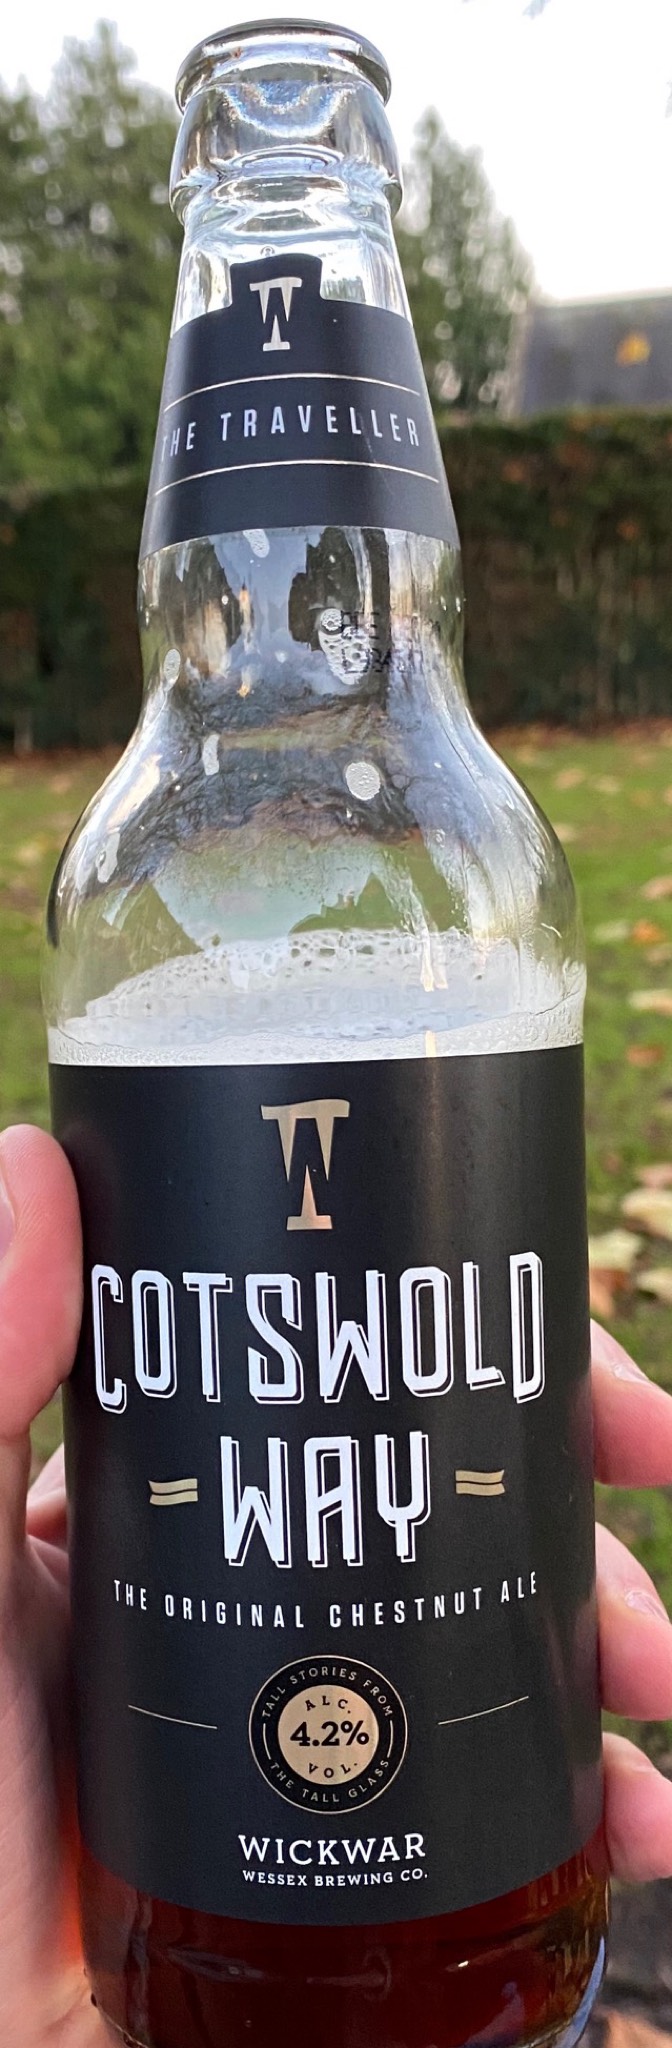 W
THE TRAVELLER
W
COTSWOLD
WAY
THE ORIGINAL CHESTNUT ALE
TALL STORIES FROM
ALC.
4.2%
VOL.
THE TALL GLASS
WICKWAR
WESSEX BREWING CO.